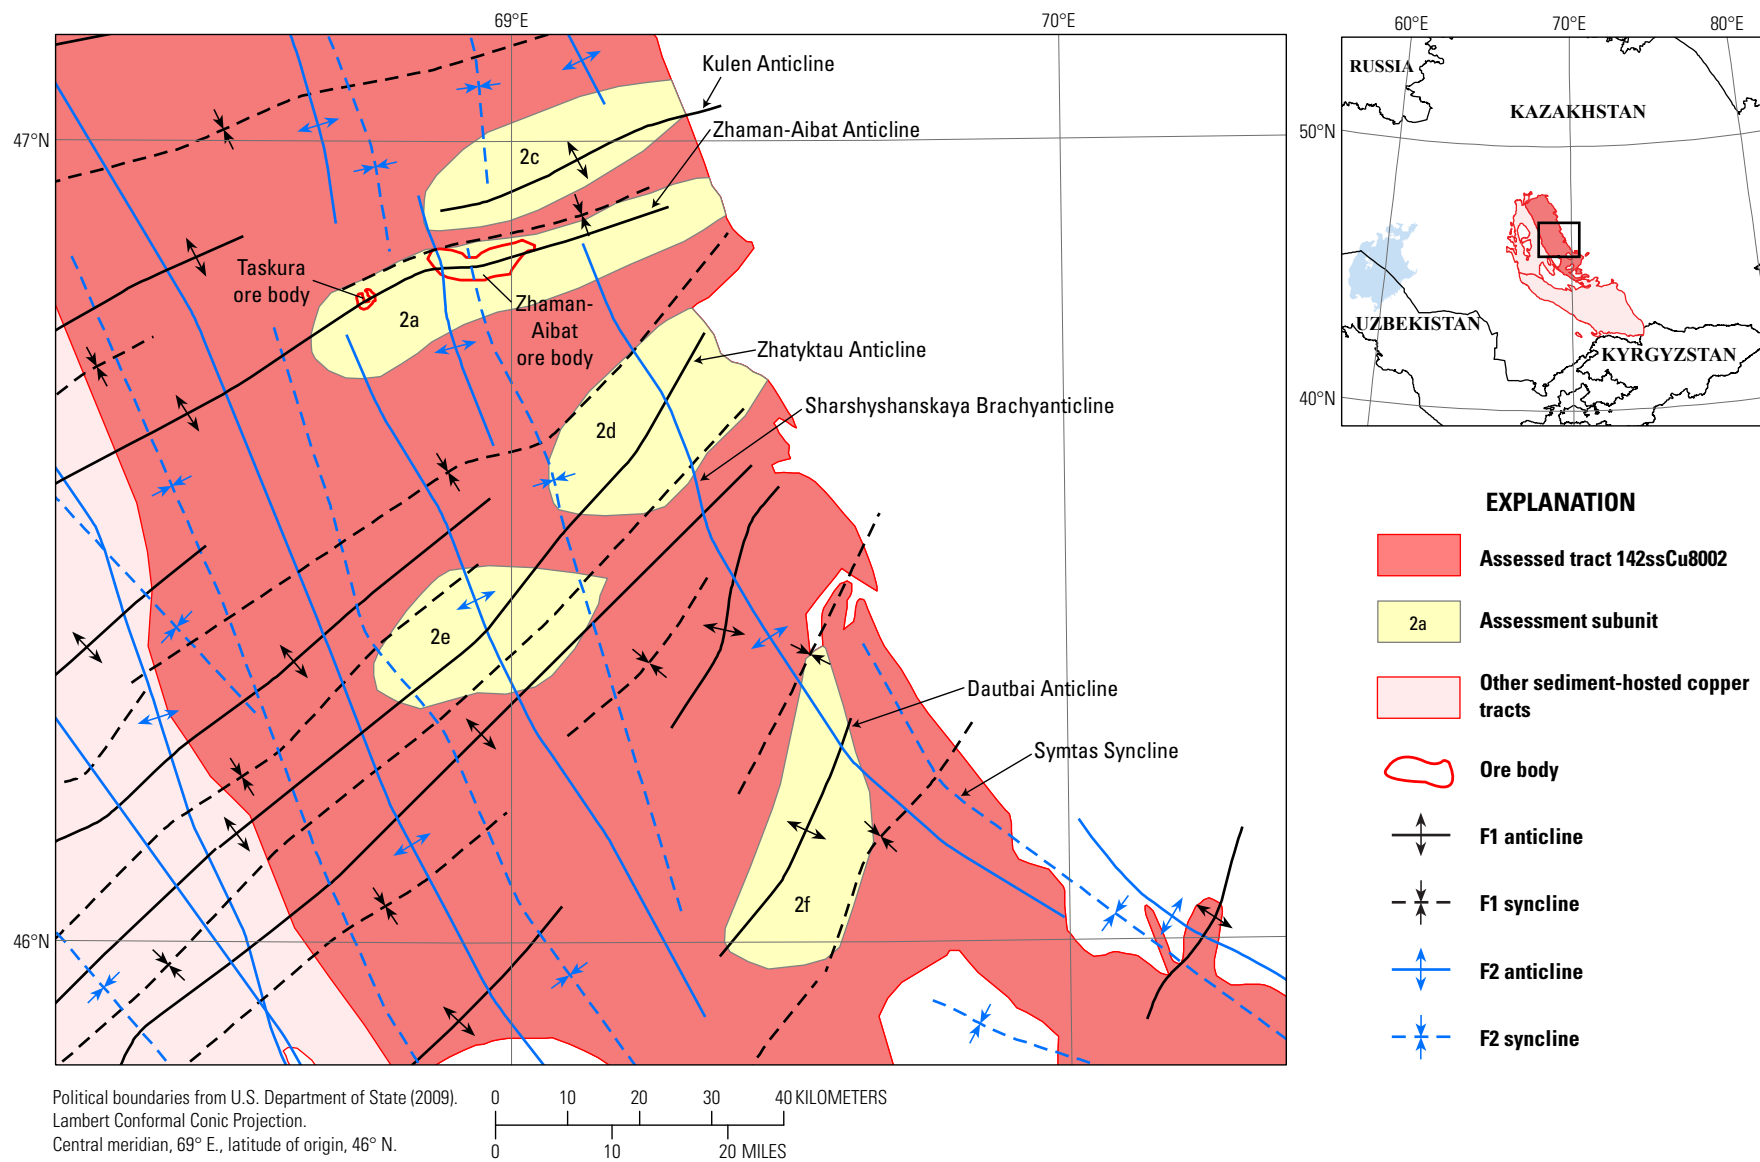 69°E
70°E
47°N
46°N
Kulen Anticline
Zhaman-Aibat Anticline
2c
Taskura
ore body
2a
Zhaman-
Aibat
ore body
Zhatyktau Anticline
Sharshyshanskaya Brachyanticline
2d
2e
Dautbai Anticline
Symtas Syncline
2f
60°E
70°E
80°E
50°N
40°N
RUSSIA
KAZAKHSTAN
UZBEKISTAN
KYRGYZSTAN
EXPLANATION
Assessed tract 142ssCu8002
2a
Assessment subunit
Other sediment-hosted copper
tracts
Ore body
F1 anticline
F1 syncline
F2 anticline
F2 syncline
Political boundaries from U.S. Department of State (2009).
Lambert Conformal Conic Projection.
Central meridian, 69° E., latitude of origin, 46° N.
0 10 20 30 40 KILOMETERS
0 10 20 MILES